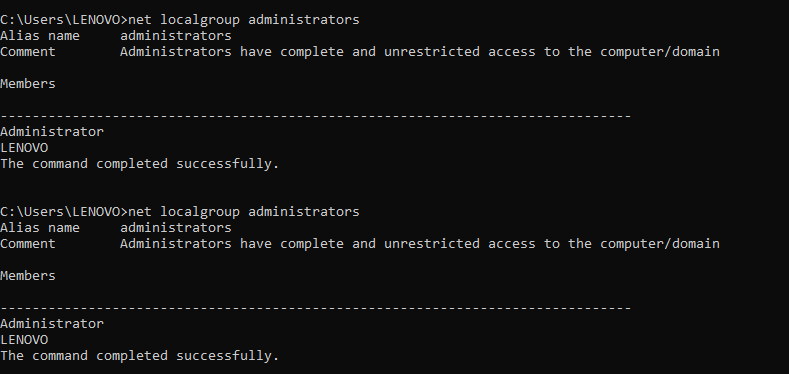 C:\Users\LENOVO>net localgroup administrators
Alias name     administrators
Comment        Administrators have complete and unrestricted access to the computer/domain
Members
-------------------------------------------------------------------------------
Administrator
LENOVO
The command completed successfully.
C:\Users\LENOVO>net localgroup administrators
Alias name     administrators
Comment        Administrators have complete and unrestricted access to the computer/domain
Members
-------------------------------------------------------------------------------
Administrator
LENOVO
The command completed successfully.